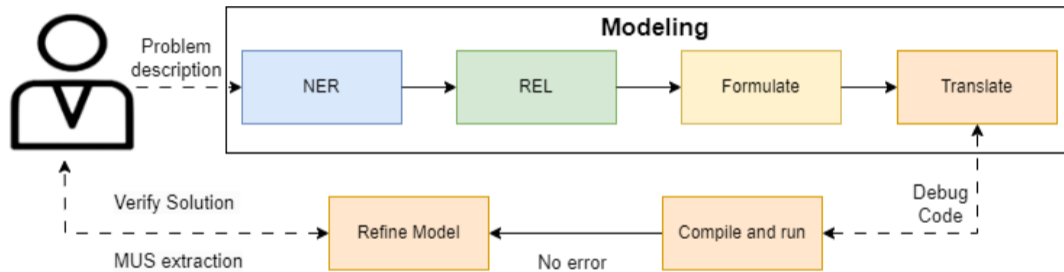 Modeling
Problem
description
NER
REL
Formulate
Translate
Verify Solution
MUS extraction
Refine Model
No error
Compile and run
Debug
Code